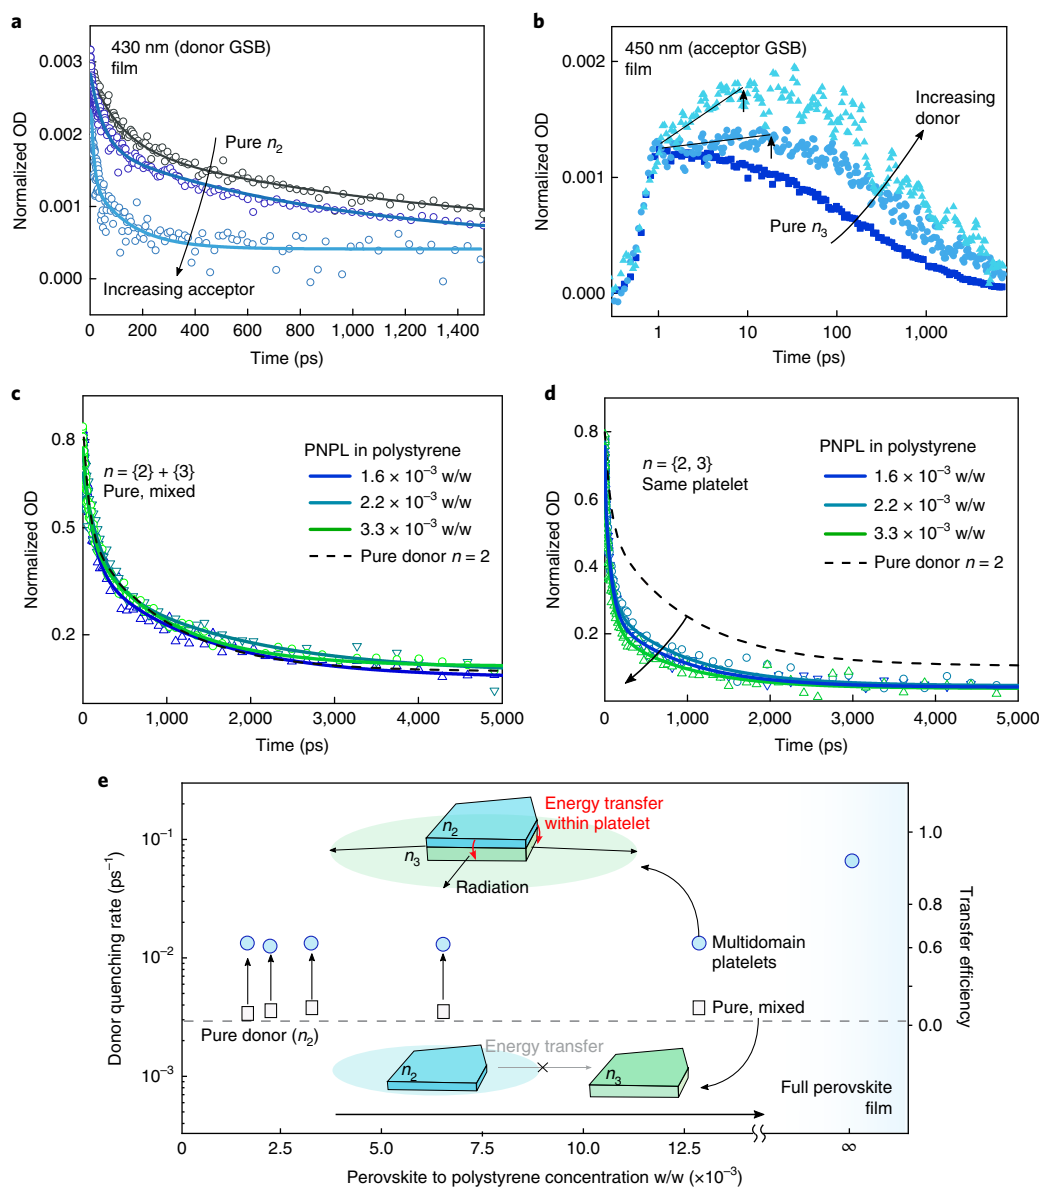 a
430 nm (donor GSB)
film
0.003
0.002
0.001
0.000
Normalized OD
Pure n2
Increasing acceptor
0
200
400
600
800
1,000
1,200
1,400
Time (ps)
b
450 nm (acceptor GSB)
film
0.002
0.001
0.000
Normalized OD
Increasing
donor
Pure n3
1
10
100
1,000
Time (ps)
c
0.8
0.5
0.2
Normalized OD
n = {2} + {3}
Pure, mixed
PNPL in polystyrene
1.6 × 10⁻³ w/w
2.2 × 10⁻³ w/w
3.3 × 10⁻³ w/w
Pure donor n = 2
0
1,000
2,000
3,000
4,000
5,000
Time (ps)
d
0.8
0.6
0.4
0.2
Normalized OD
n = {2, 3}
Same platelet
PNPL in polystyrene
1.6 × 10⁻³ w/w
2.2 × 10⁻³ w/w
3.3 × 10⁻³ w/w
Pure donor n = 2
0
1,000
2,000
3,000
4,000
5,000
Time (ps)
e
10⁻¹
10⁻²
10⁻³
Donor quenching rate (ps⁻¹)
n2
n3
Energy transfer
within platelet
Radiation
Multidomain
platelets
Pure, mixed
Pure donor (n2)
Energy transfer
n2
n3
Full perovskite
film
1.0
0.8
0.6
0.0
Transfer efficiency
0
2.5
5.0
7.5
10.0
12.5
∞
Perovskite to polystyrene concentration w/w (×10⁻³)